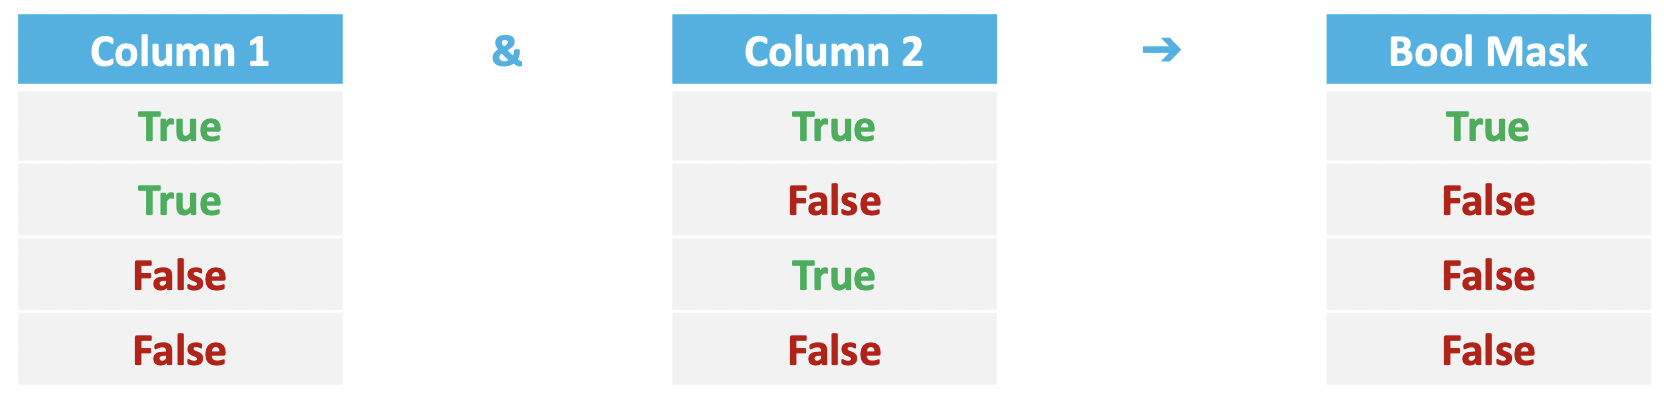 Column 1 & Column 2 ➔ Bool Mask
True True True
True False False
False True False
False False False